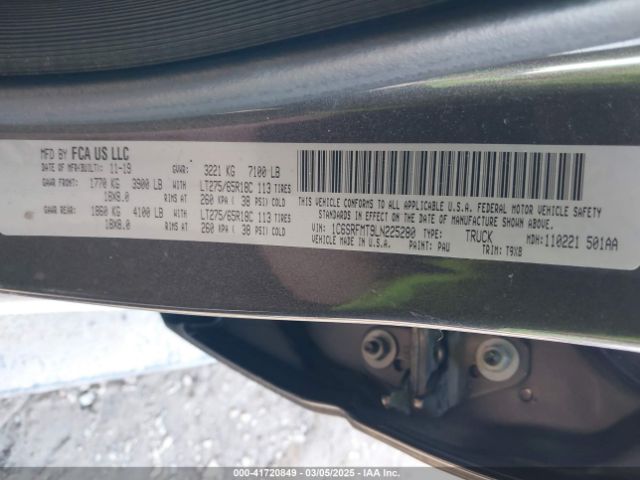 MFD BY FCA US LLC
DATE OF MFR(BUILT): 11-19 GVWR: 3221 KG 7100 LB
GAWR FRONT: 1770 KG 3900 LB WITH LT275/65R18C 113 TIRES
18X8.0 RIMS AT 260 KPA ( 38 PSI) COLD
GAWR REAR: 1860 KG 4100 LB WITH LT275/65R18C 113 TIRES
18X8.0 RIMS AT 260 KPA ( 38 PSI) COLD
THIS VEHICLE CONFORMS TO ALL APPLICABLE U.S.A. FEDERAL MOTOR VEHICLE SAFETY
STANDARDS IN EFFECT ON THE DATE OF MANUFACTURE SHOWN ABOVE.
VIN: 1C6SRFMT9LN225280 TYPE: TRUCK
VEHICLE MADE IN U.S.A. PAINT: PAU TRIM: T9X8 MDH: 110221 501AA
000-41720849 - 03/05/2025 - IAA Inc.